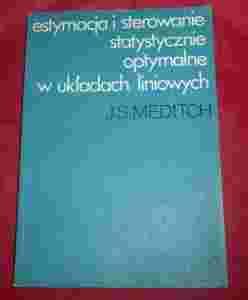 estymacja i sterowanie
statystycznie
optymalne
w układach liniowych
J.S. MEDITCH